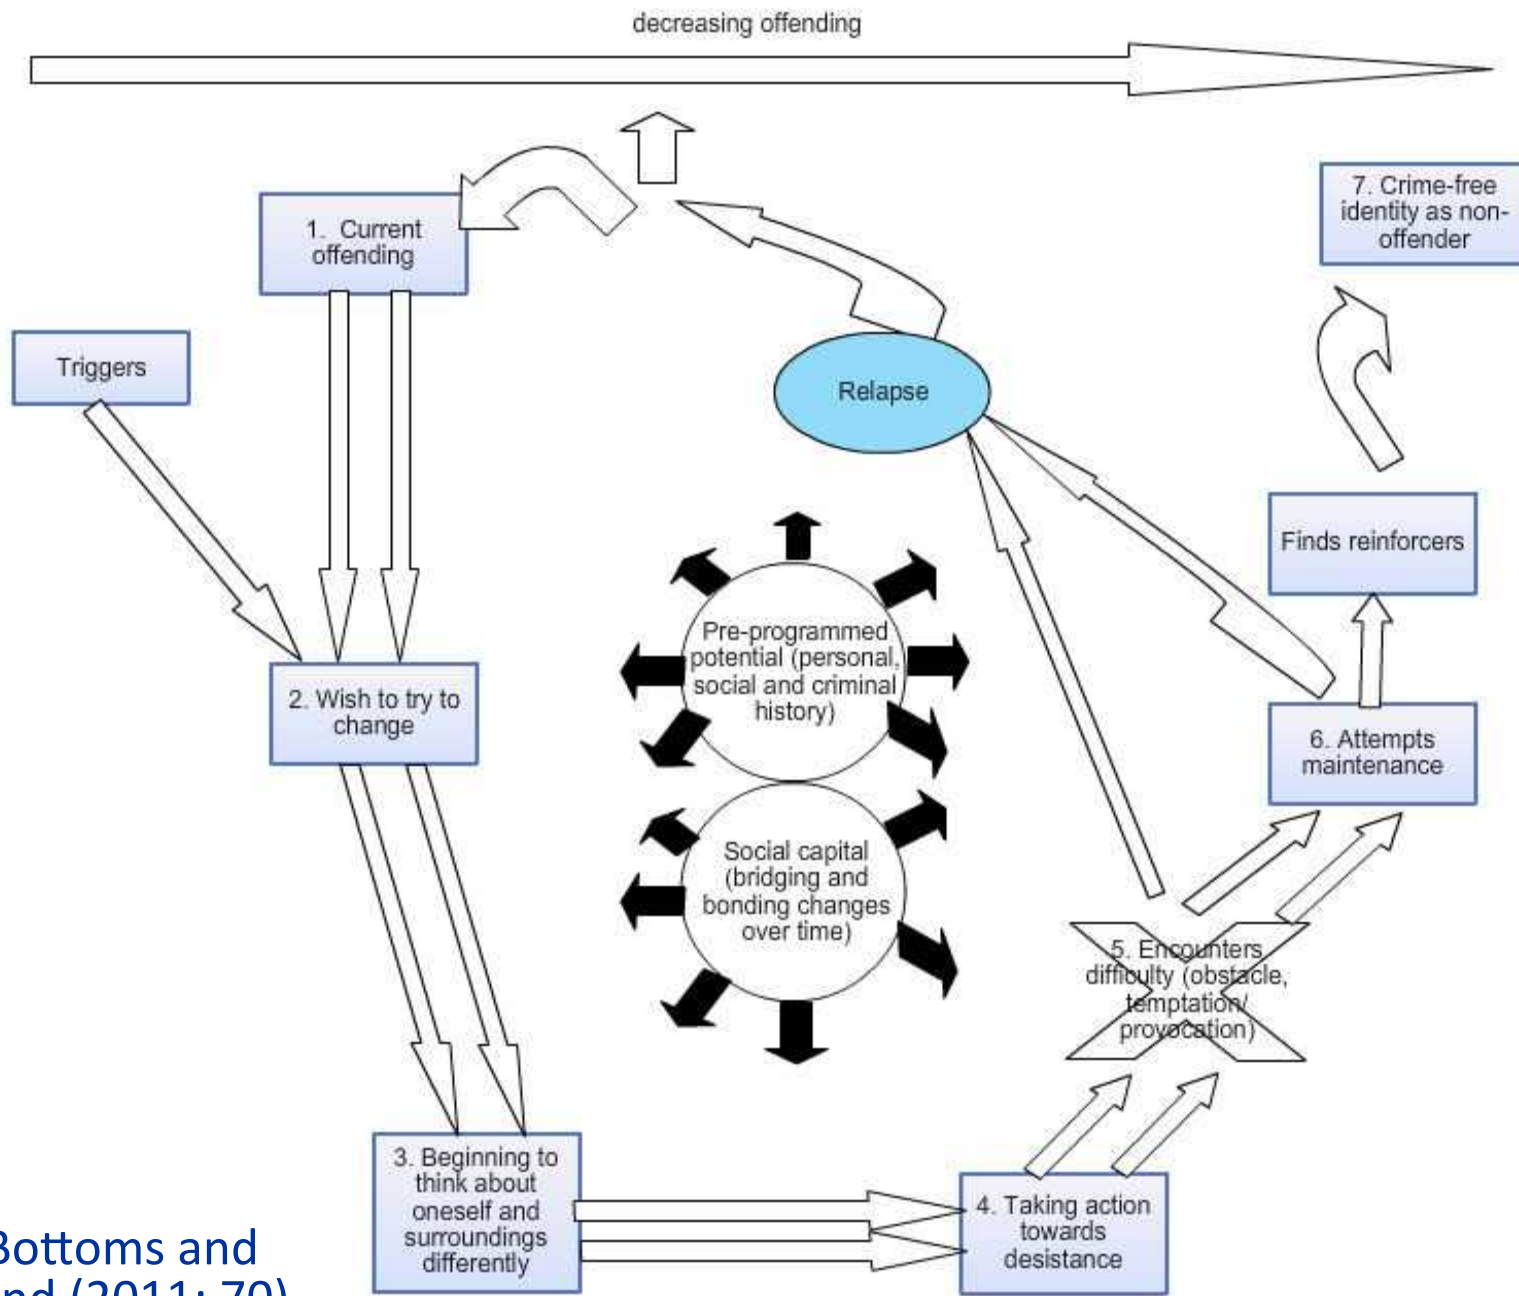 decreasing offending
7. Crime-free
identity as non-
offender
1. Current
offending
Triggers
Relapse
Finds reinforcers
Pre-programmed
potential (personal,
social and criminal
history)
2. Wish to try to
change
6. Attempts
maintenance
Social capital
(bridging and
bonding changes
over time)
5. Encounters
difficulty (obstacle,
temptation/
provocation)
3. Beginning to
think about
oneself and
surroundings
differently
4. Taking action
towards
desistance
Bottoms and
(2011: 70)